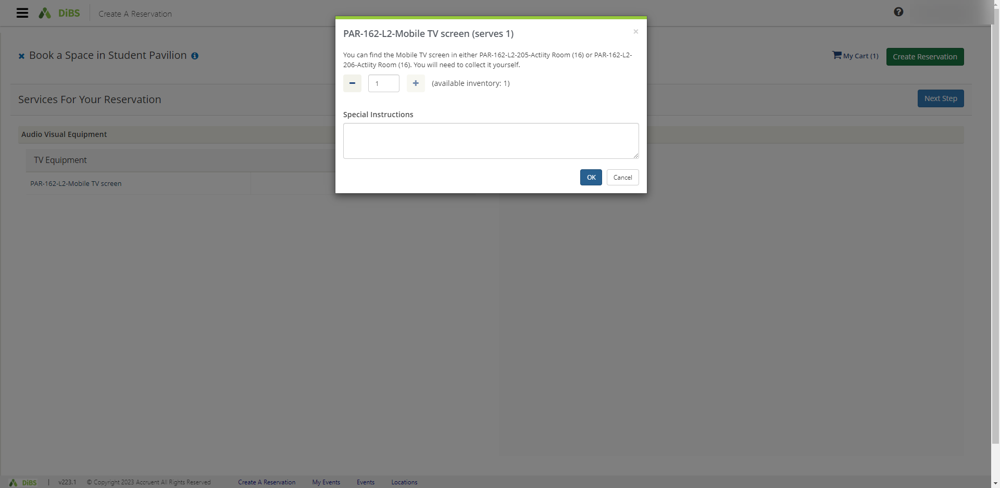 DiBS
Create A Reservation
PAR-162-L2-Mobile TV screen (serves 1)
×
You can find the Mobile TV screen in either PAR-162-L2-205-Actiity Room (16) or PAR-162-L2-
206-Actiity Room (16). You will need to collect it yourself.
1
(available inventory: 1)
Special Instructions
OK
Cancel
Book a Space in Student Pavilion
My Cart (1)
Create Reservation
Services For Your Reservation
Next Step
Audio Visual Equipment
TV Equipment
PAR-162-L2-Mobile TV screen
DiBS | v223.1 © Copyright 2023 Accruent All Rights Reserved Create A Reservation My Events Events Locations